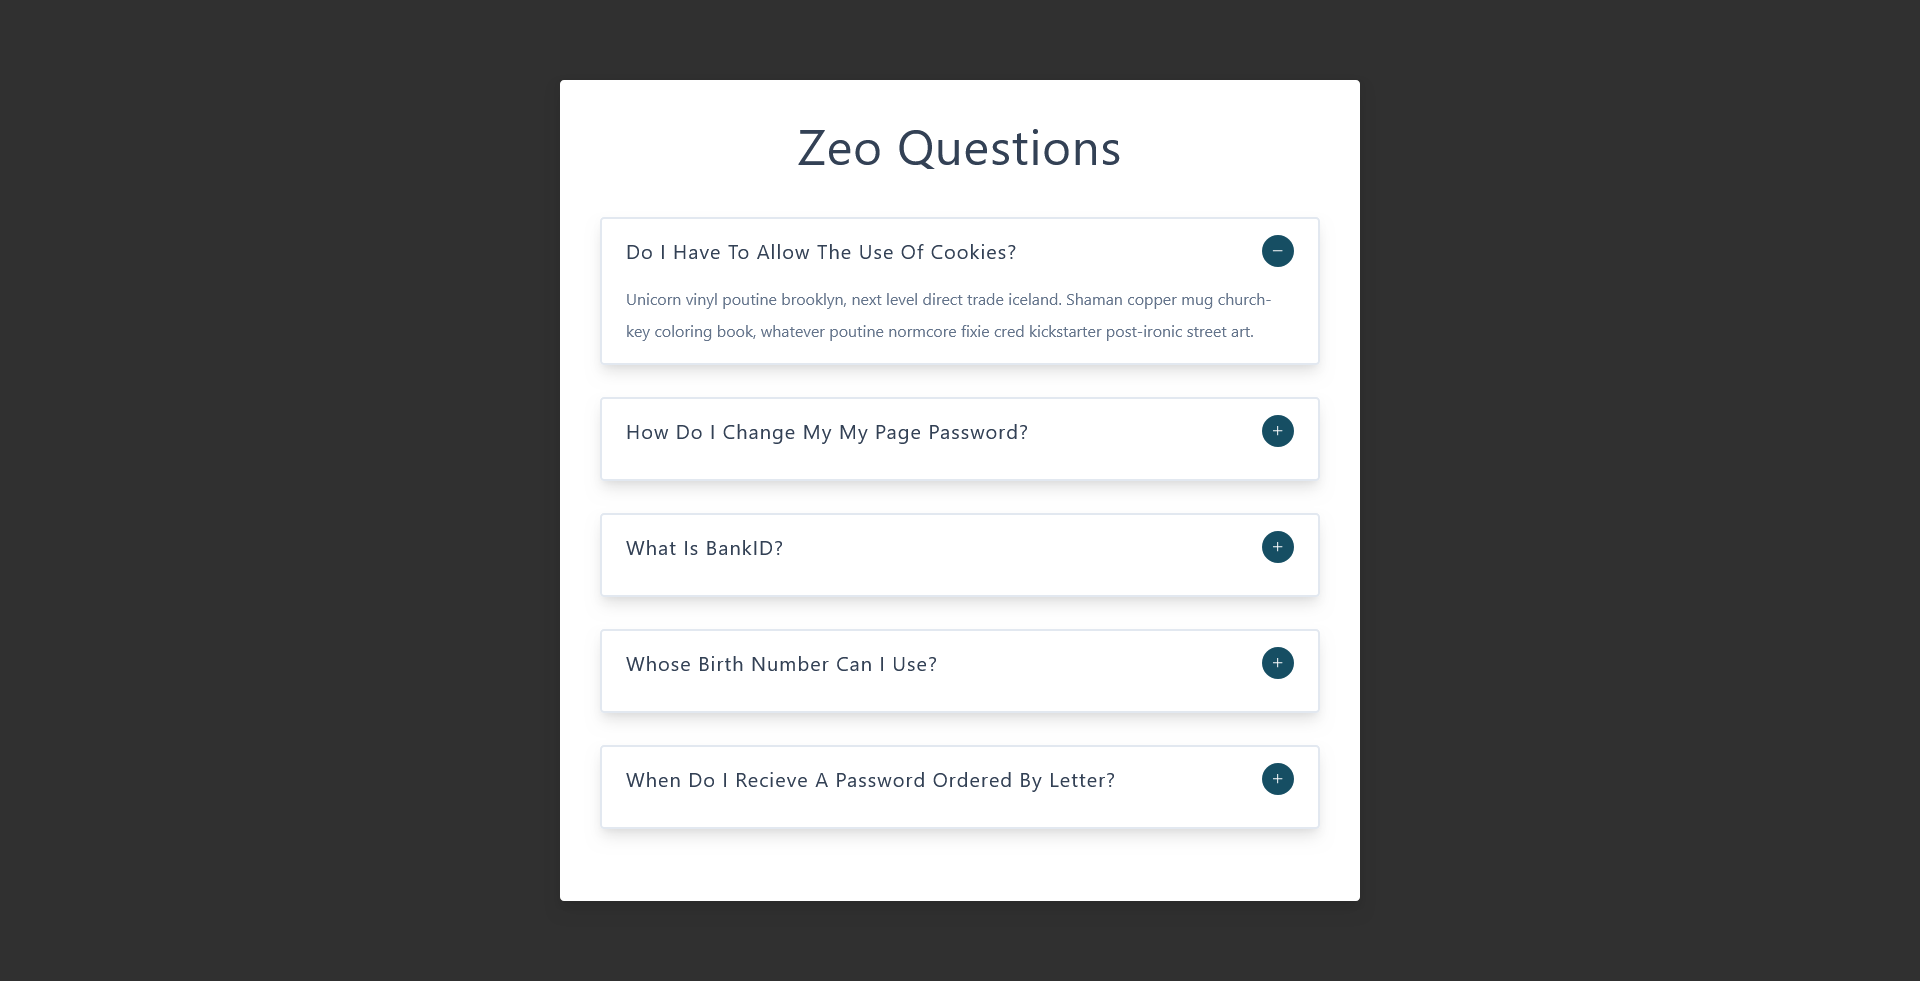 Zeo Questions
Do I Have To Allow The Use Of Cookies?
Unicorn vinyl poutine brooklyn, next level direct trade iceland. Shaman copper mug church-
key coloring book, whatever poutine normcore fixie cred kickstarter post-ironic street art.
How Do I Change My My Page Password?
What Is BankID?
Whose Birth Number Can I Use?
When Do I Recieve A Password Ordered By Letter?